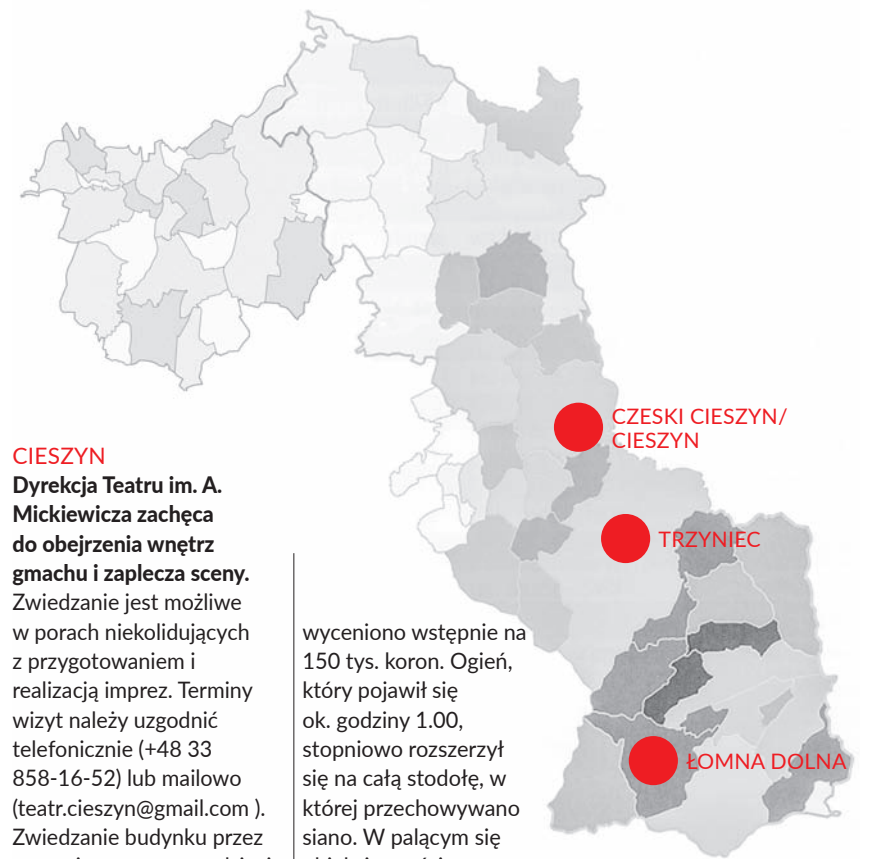 CZESKI CIESZYN/
CIESZYN
TRZYNIEC
ŁOMNA DOLNA
CIESZYN
Dyrekcja Teatru im. A.
Mickiewicza zachęca
do obejrzenia wnętrz
gmachu i zaplecza sceny.
Zwiedzanie jest możliwe
w porach niekolidujących
z przygotowaniem i
realizacją imprez. Terminy
wizyt należy uzgodnić
telefonicznie (+48 33
858-16-52) lub mailowo
(teatr.cieszyn@gmail.com ).
Zwiedzanie budynku przez
wyceniono wstępnie na
150 tys. koron. Ogień,
który pojawił się
ok. godziny 1.00,
stopniowo rozszerzył
się na całą stodołę, w
której przechowywano
siano. W palącym się